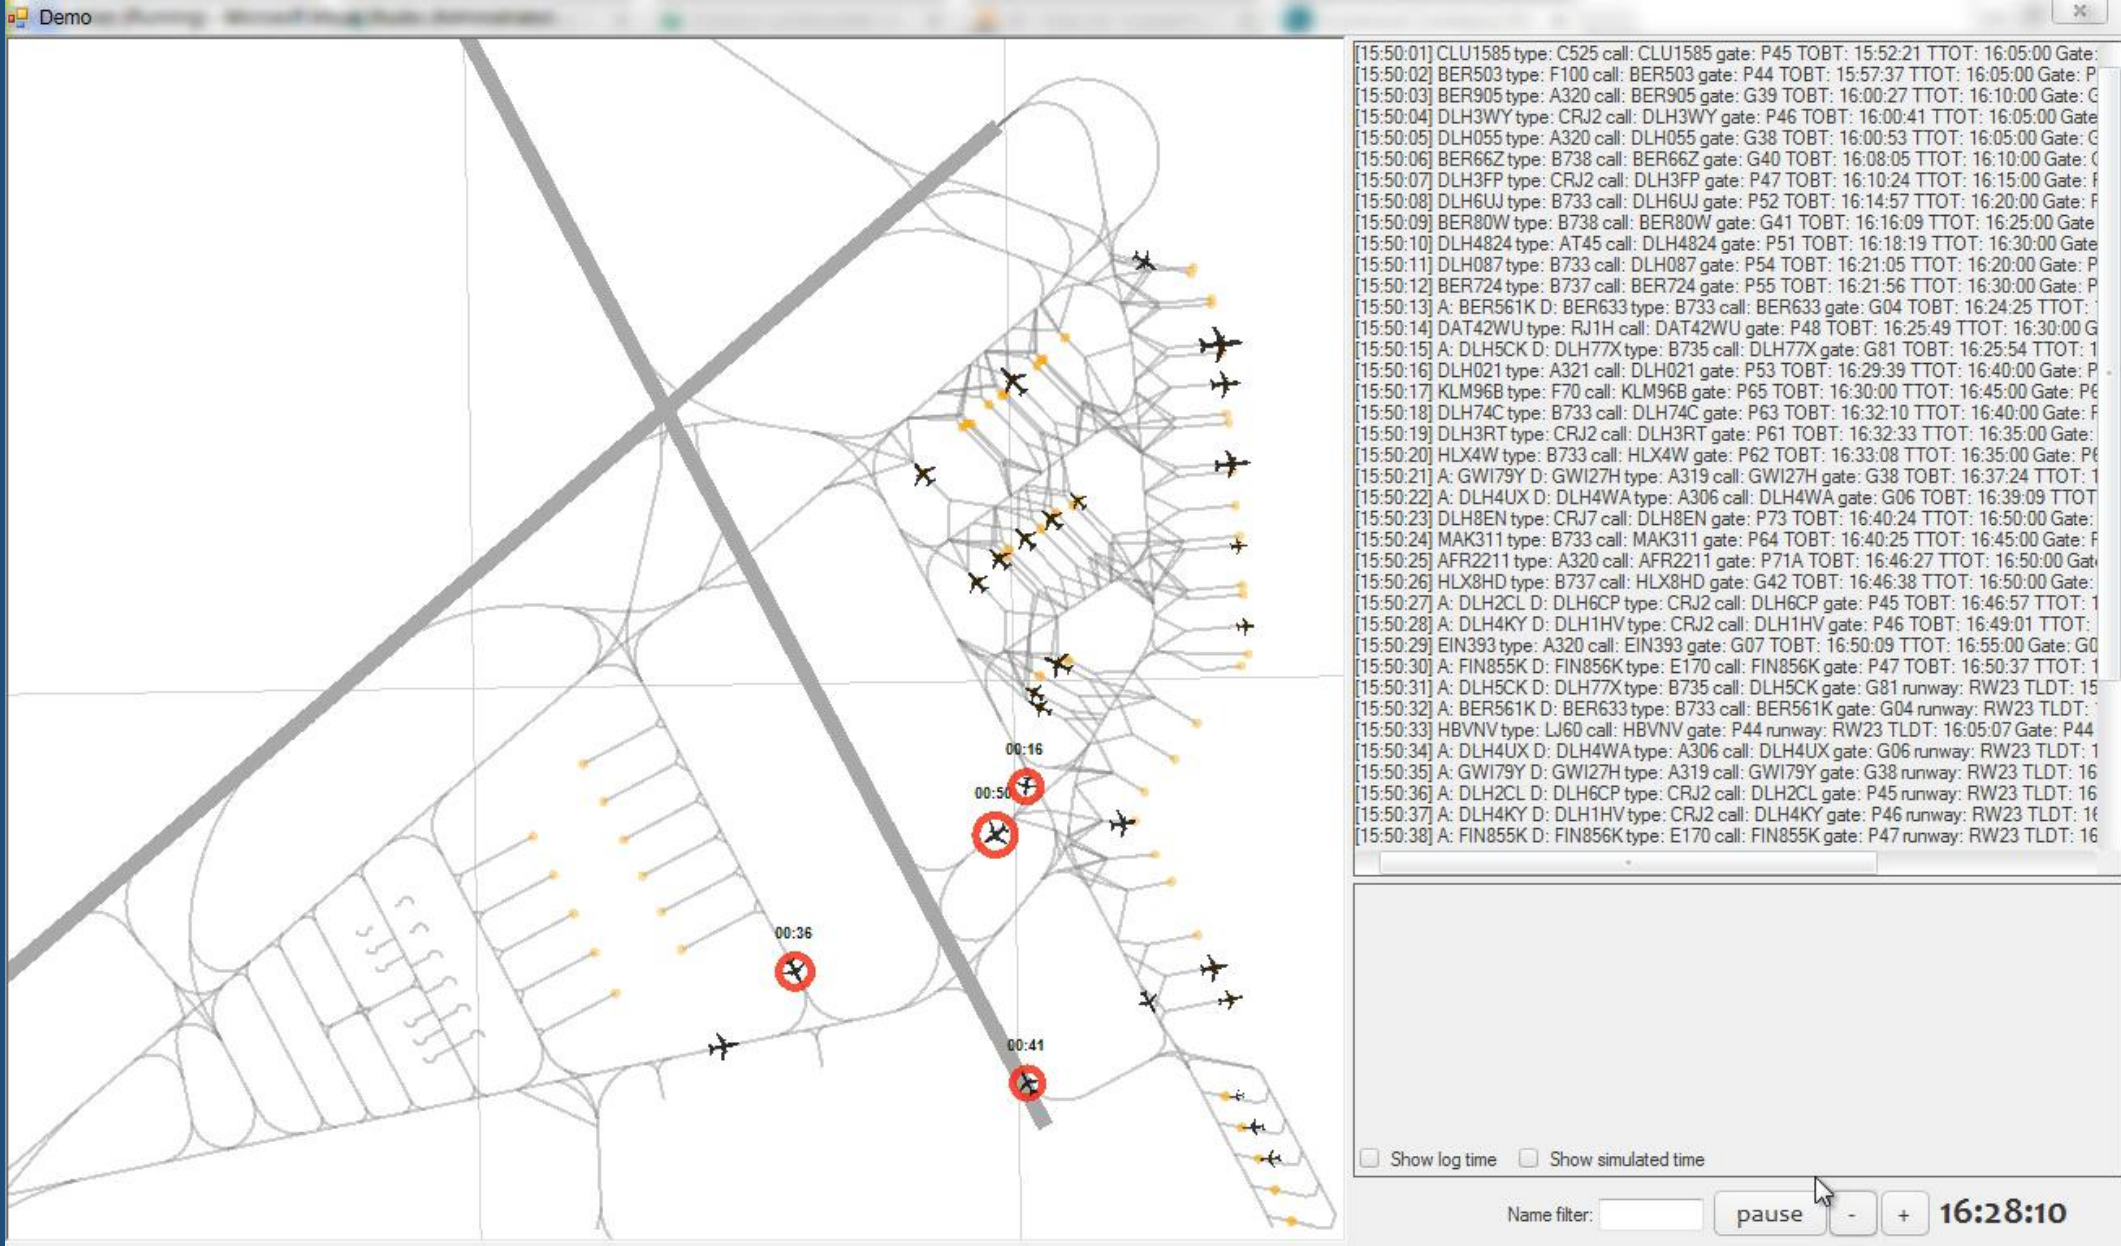 Demo
[15:50:01] CLU1585 type: C525 call: CLU1585 gate: P45 TOBT: 15:52:21 TTOT: 16:05:00 Gate:
[15:50:02] BER503 type: F100 call: BER503 gate: P44 TOBT: 15:57:37 TTOT: 16:05:00 Gate: P
[15:50:03] BER905 type: A320 call: BER905 gate: G39 TOBT: 16:00:27 TTOT: 16:10:00 Gate: G
[15:50:04] DLH3WY type: CRJ2 call: DLH3WY gate: P46 TOBT: 16:00:41 TTOT: 16:05:00 Gate
[15:50:05] DLH055 type: A320 call: DLH055 gate: G38 TOBT: 16:00:53 TTOT: 16:05:00 Gate: G
[15:50:06] BER66Z type: B738 call: BER66Z gate: G40 TOBT: 16:08:05 TTOT: 16:10:00 Gate:
[15:50:07] DLH3FP type: CRJ2 call: DLH3FP gate: P47 TOBT: 16:10:24 TTOT: 16:15:00 Gate:
[15:50:08] DLH6UJ type: B733 call: DLH6UJ gate: P52 TOBT: 16:14:57 TTOT: 16:20:00 Gate:
[15:50:09] BER80W type: B738 call: BER80W gate: G41 TOBT: 16:16:09 TTOT: 16:25:00 Gate
[15:50:10] DLH4824 type: AT45 call: DLH4824 gate: P51 TOBT: 16:18:19 TTOT: 16:30:00 Gate
[15:50:11] DLH087 type: B733 call: DLH087 gate: P54 TOBT: 16:21:05 TTOT: 16:20:00 Gate: P
[15:50:12] BER724 type: B737 call: BER724 gate: P55 TOBT: 16:21:56 TTOT: 16:30:00 Gate: P
[15:50:13] A: BER561K D: BER633 type: B733 call: BER633 gate: G04 TOBT: 16:24:25 TTOT:
[15:50:14] DAT42WU type: RJ1H call: DAT42WU gate: P48 TOBT: 16:25:49 TTOT: 16:30:00 G
[15:50:15] A: DLH5CK D: DLH77X type: B735 call: DLH77X gate: G81 TOBT: 16:25:54 TTOT: 1
[15:50:16] DLH021 type: A321 call: DLH021 gate: P53 TOBT: 16:29:39 TTOT: 16:40:00 Gate: P
[15:50:17] KLM96B type: F70 call: KLM96B gate: P65 TOBT: 16:30:00 TTOT: 16:45:00 Gate: P6
[15:50:18] DLH74C type: B733 call: DLH74C gate: P63 TOBT: 16:32:10 TTOT: 16:40:00 Gate:
[15:50:19] DLH3RT type: CRJ2 call: DLH3RT gate: P61 TOBT: 16:32:33 TTOT: 16:35:00 Gate:
[15:50:20] HLX4W type: B733 call: HLX4W gate: P62 TOBT: 16:33:08 TTOT: 16:35:00 Gate: P6
[15:50:21] A: GWI79Y D: GWI27H type: A319 call: GWI27H gate: G38 TOBT: 16:37:24 TTOT: 1
[15:50:22] A: DLH4UX D: DLH4WA type: A306 call: DLH4WA gate: G06 TOBT: 16:39:09 TTOT
[15:50:23] DLH8EN type: CRJ7 call: DLH8EN gate: P73 TOBT: 16:40:24 TTOT: 16:50:00 Gate:
[15:50:24] MAK311 type: B733 call: MAK311 gate: P64 TOBT: 16:40:25 TTOT: 16:45:00 Gate:
[15:50:25] AFR2211 type: A320 call: AFR2211 gate: P71A TOBT: 16:46:27 TTOT: 16:50:00 Gat
[15:50:26] HLX8HD type: B737 call: HLX8HD gate: G42 TOBT: 16:46:38 TTOT: 16:50:00 Gate:
[15:50:27] A: DLH2CL D: DLH6CP type: CRJ2 call: DLH6CP gate: P45 TOBT: 16:46:57 TTOT: 1
[15:50:28] A: DLH4KY D: DLH1HV type: CRJ2 call: DLH1HV gate: P46 TOBT: 16:49:01 TTOT:
[15:50:29] EIN393 type: A320 call: EIN393 gate: G07 TOBT: 16:50:09 TTOT: 16:55:00 Gate: G0
[15:50:30] A: FIN855K D: FIN856K type: E170 call: FIN856K gate: P47 TOBT: 16:50:37 TTOT: 1
[15:50:31] A: DLH5CK D: DLH77X type: B735 call: DLH5CK gate: G81 runway: RW23 TLDT: 15
[15:50:32] A: BER561K D: BER633 type: B733 call: BER561K gate: G04 runway: RW23 TLDT:
[15:50:33] HBVNV type: LJ60 call: HBVNV gate: P44 runway: RW23 TLDT: 16:05:07 Gate: P44
[15:50:34] A: DLH4UX D: DLH4WA type: A306 call: DLH4UX gate: G06 runway: RW23 TLDT: 1
[15:50:35] A: GWI79Y D: GWI27H type: A319 call: GWI79Y gate: G38 runway: RW23 TLDT: 16
[15:50:36] A: DLH2CL D: DLH6CP type: CRJ2 call: DLH2CL gate: P45 runway: RW23 TLDT: 16
[15:50:37] A: DLH4KY D: DLH1HV type: CRJ2 call: DLH4KY gate: P46 runway: RW23 TLDT: 16
[15:50:38] A: FIN855K D: FIN856K type: E170 call: FIN855K gate: P47 runway: RW23 TLDT: 16
00:16
00:50
00:36
00:41
Show log time Show simulated time
Name filter: pause - + 16:28:10